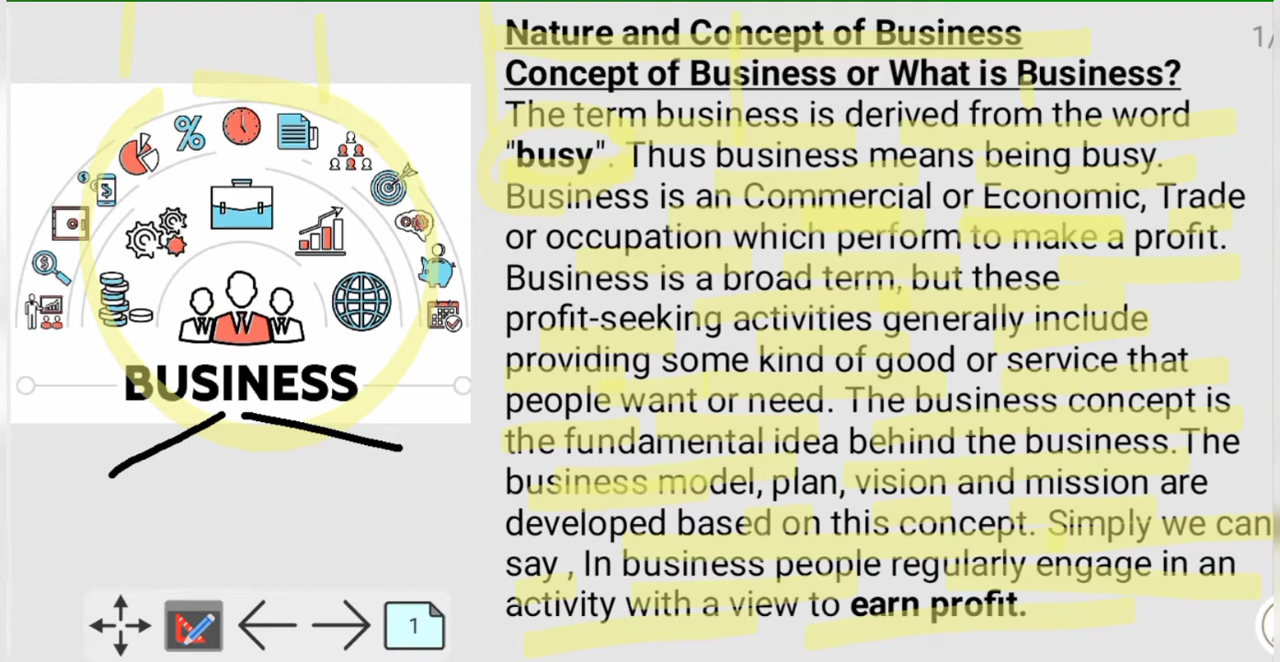 Nature and Concept of Business
Concept of Business or What is Business?
The term business is derived from the word
"busy". Thus business means being busy.
Business is an Commercial or Economic, Trade
or occupation which perform to make a profit.
Business is a broad term, but these
profit-seeking activities generally include
providing some kind of good or service that
people want or need. The business concept is
the fundamental idea behind the business. The
business model, plan, vision and mission are
developed based on this concept. Simply we can
say , In business people regularly engage in an
activity with a view to earn profit.
1/
%
$
$
$
BUSINESS
1